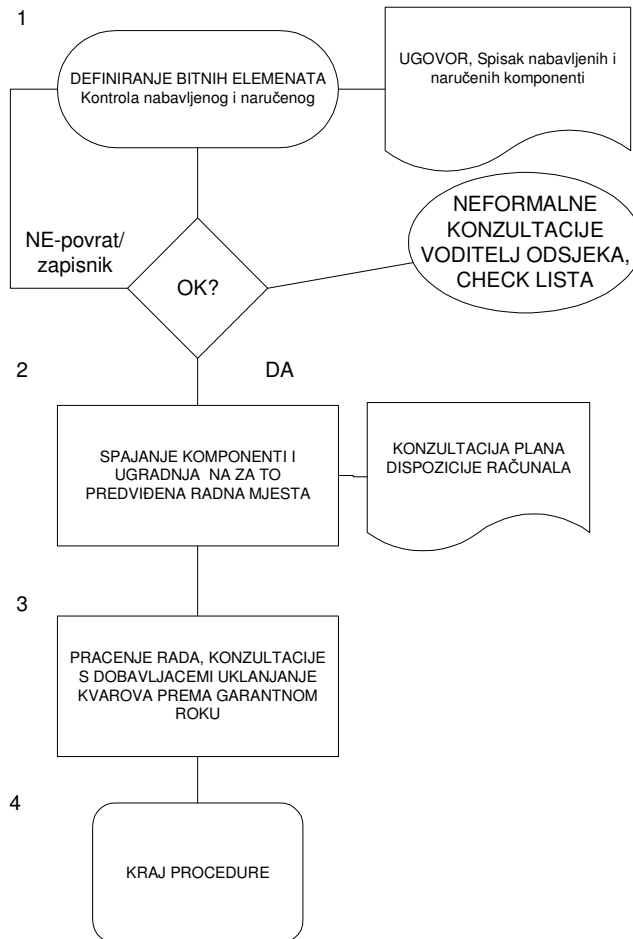 1
DEFINIRANJE BITNIH ELEMENATA
Kontrola nabavljenog i naručenog
UGOVOR, Spisak nabavljenih i
naručenih komponenti
NE-povrat/
zapisnik
OK?
NEFORMALNE
KONZULTACIJE
VODITELJ ODSJEKA,
CHECK LISTA
2
DA
SPAJANJE KOMPONENTI I
UGRADNJA NA ZA TO
PREDVIĐENA RADNA MJESTA
KONZULTACIJA PLANA
DISPOZICIJE RAČUNALA
3
PRACENJE RADA, KONZULTACIJE
S DOBAVLJACEMI UKLANJANJE
KVAROVA PREMA GARANTNOM
ROKU
4
KRAJ PROCEDURE